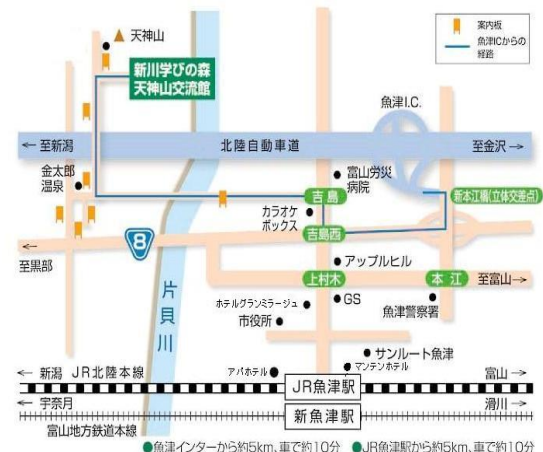 天神山
新川学びの森
天神山交流館
案内板
魚津ICからの
経路
魚津I.C.
← 至新潟
北陸自動車道
至金沢 →
金太郎
温泉
富山労災
病院
吉島
新本江橋(立体交差点)
カラオケ
ボックス
吉島西
8
←
至黒部
アップルヒル
上村木
本江
至富山→
片貝川
ホテルグランミラージュ
GS
魚津警察署
市役所
サンルート魚津
マンテンホテル
アパホテル
← 新潟
JR北陸本線
富山 →
JR魚津駅
← 宇奈月
新魚津駅
滑川 →
富山地方鉄道本線
●魚津インターから約5km、車で約10分 ●JR魚津駅から約5km、車で約10分